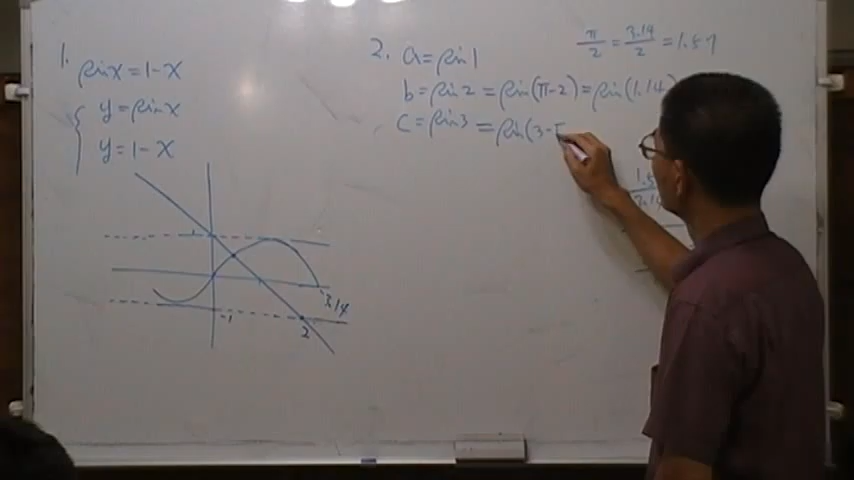 1.
sin x = 1 - x
y = sin x
y = 1 - x
-1
2
3.14
2. a = sin 1
b = sin 2 = sin(π-2) = sin(1.14)
c = sin 3 = sin(3-
π/2 = 3.14/2 = 1.57